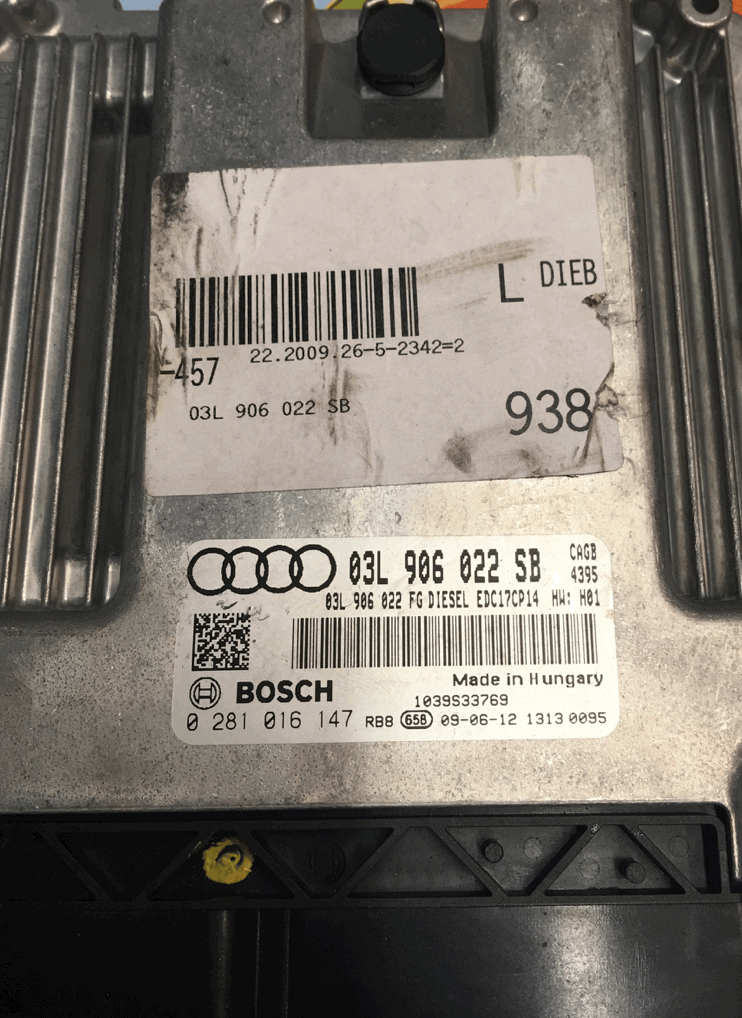 L DIEB
22.2009.26-5-2342=2
-457
03L 906 022 SB
938
03L 906 022 SB
CAGB
4395
03L 906 022 FG DIESEL EDC17CP14 HW: H01
Made in Hungary
BOSCH
1039S33769
0 281 016 147 RB8 658 09-06-12 1313 0095